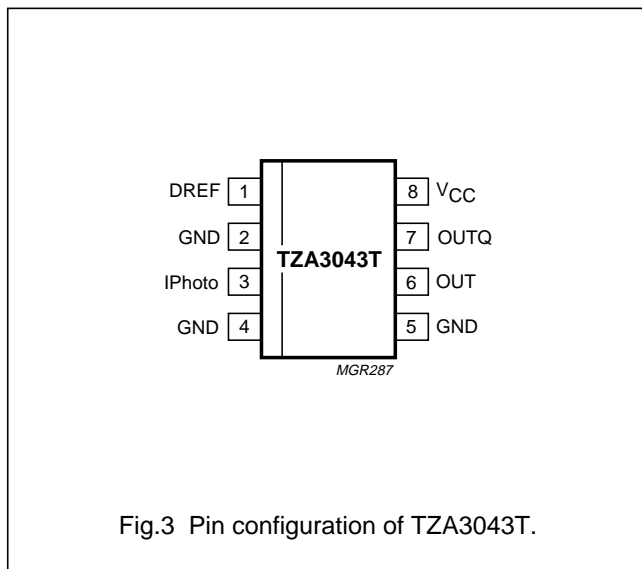 DREF 1 8 VCC
GND 2 7 OUTQ
TZA3043T
IPhoto 3 6 OUT
GND 4 5 GND
MGR287
Fig.3 Pin configuration of TZA3043T.